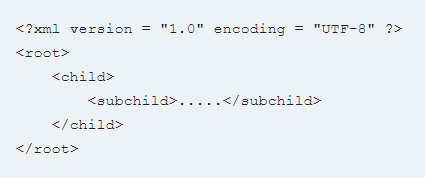 <?xml version = "1.0" encoding = "UTF-8" ?>
<root>
    <child>
        <subchild>.....</subchild>
    </child>
</root>